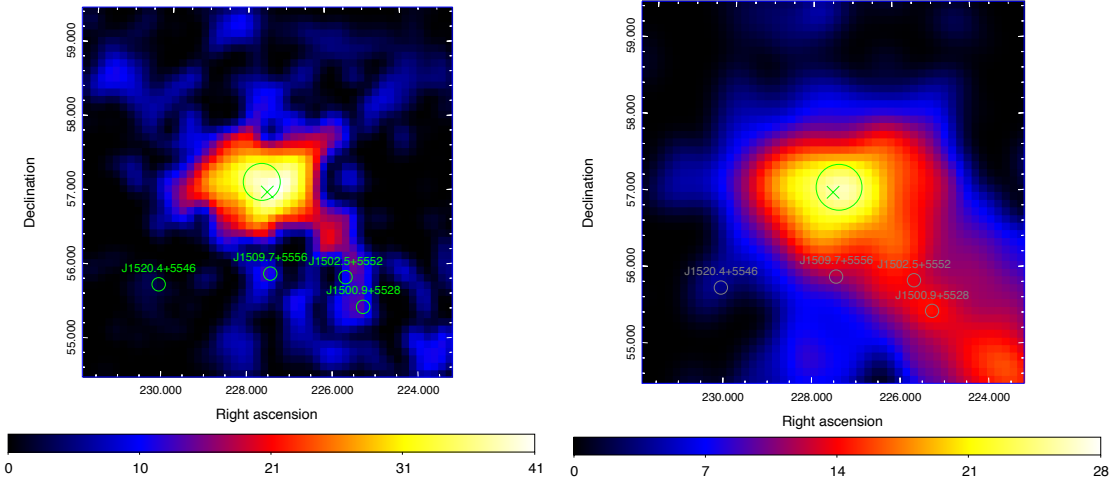 59.000
58.000
57.000
56.000
55.000
Declination
J1520.4+5546
J1509.7+5556
J1502.5+5552
J1500.9+5528
230.000 228.000 226.000 224.000
Right ascension
0 10 21 31 41
59.000
58.000
57.000
56.000
55.000
Declination
J1520.4+5546
J1509.7+5556
J1502.5+5552
J1500.9+5528
230.000 228.000 226.000 224.000
Right ascension
0 7 14 21 28